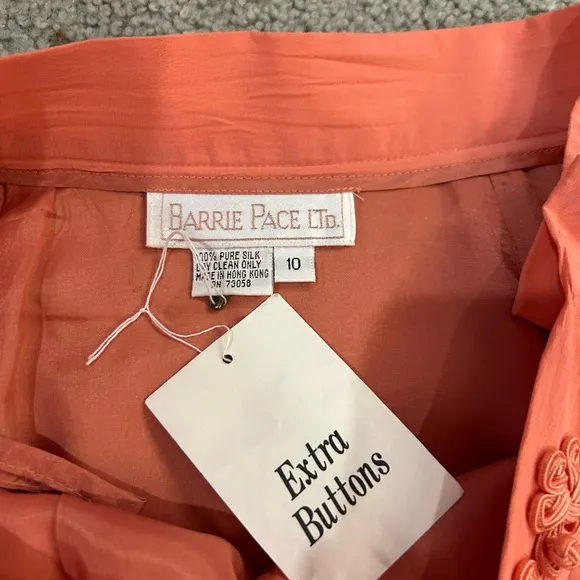 BARRIE PACE LTD.
100% PURE SILK
DRY CLEAN ONLY
MADE IN HONG KONG
RN 73058
10
Extra
Buttons